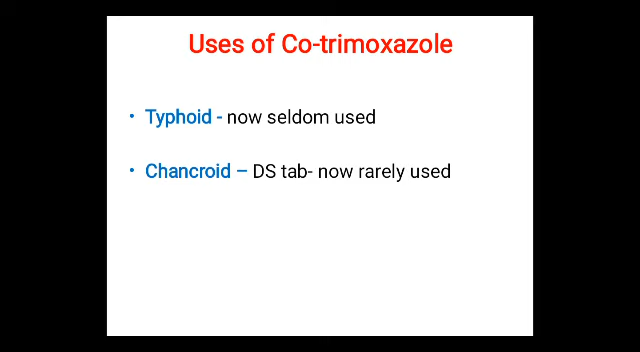 Uses of Co-trimoxazole
• Typhoid - now seldom used
• Chancroid – DS tab- now rarely used